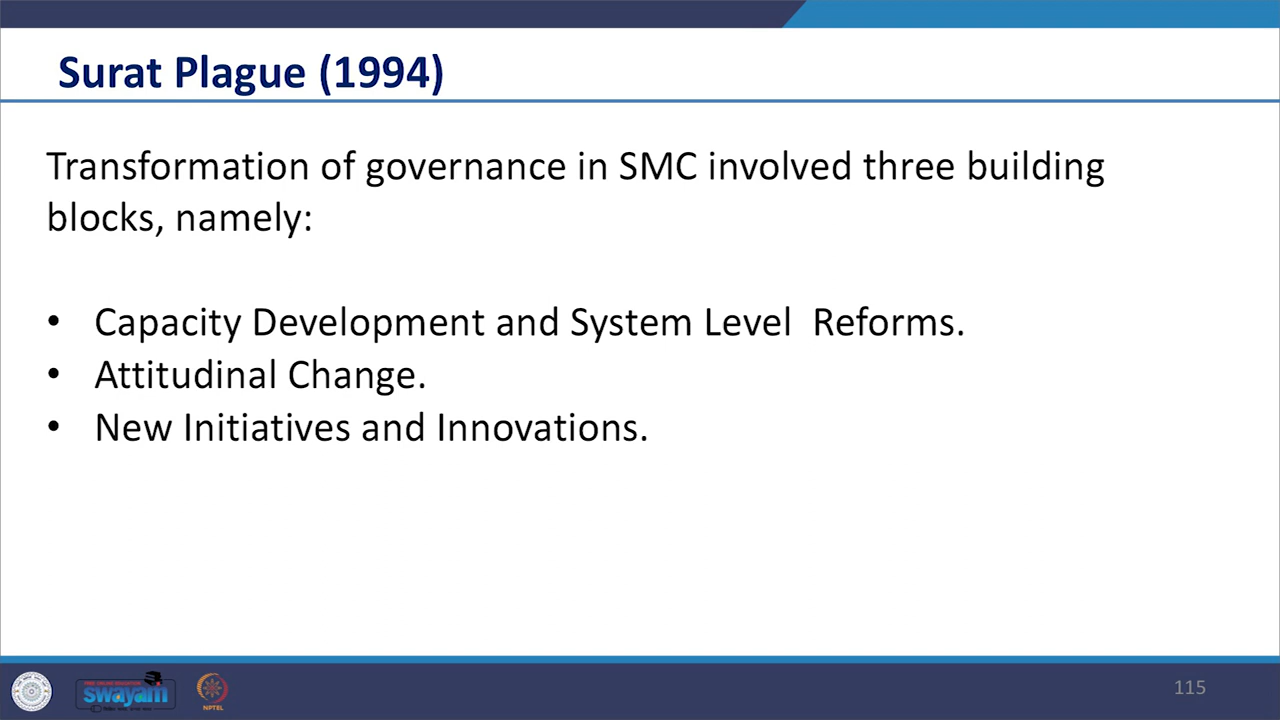 Surat Plague (1994)
Transformation of governance in SMC involved three building
blocks, namely:
• Capacity Development and System Level  Reforms.
• Attitudinal Change.
• New Initiatives and Innovations.
swayam
NPTEL
115